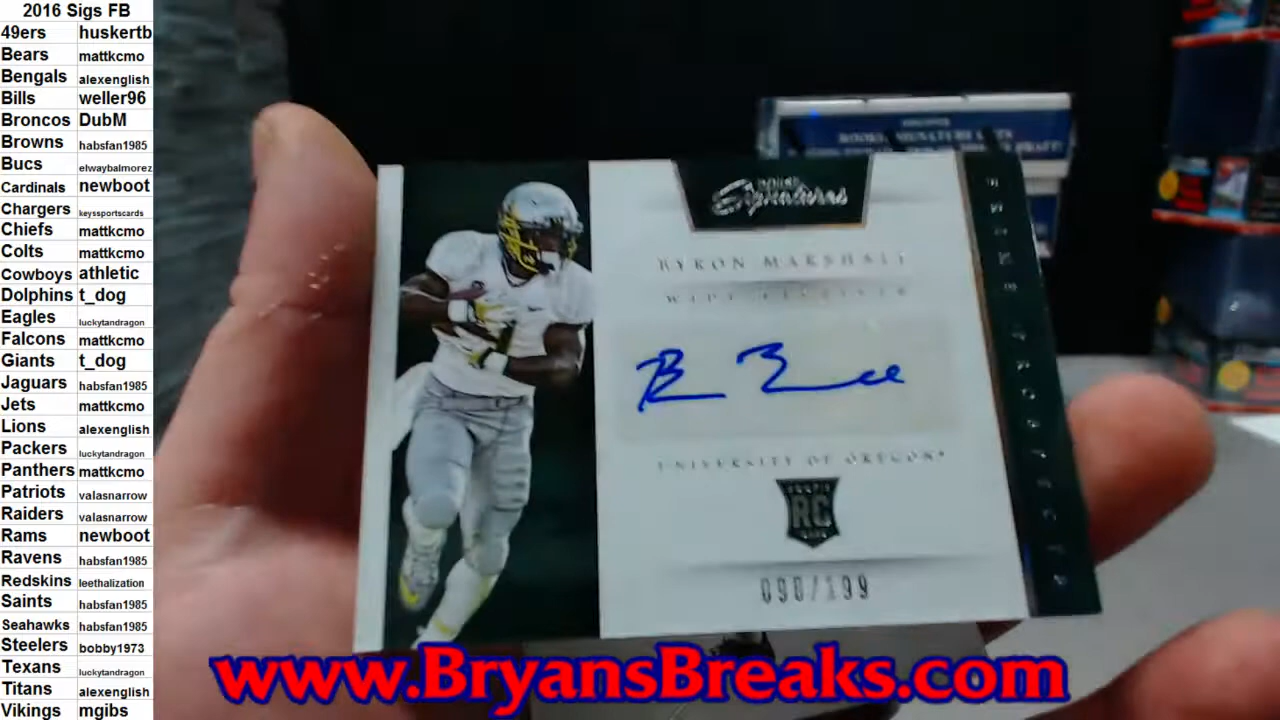 2016 Sigs FB
49ers huskertb
Bears mattkcmo
Bengals alexenglish
Bills weller96
Broncos DubM
Browns habsfan1985
Bucs elwaybalmorez
Cardinals newboot
Chargers keyssportscards
Chiefs mattkcmo
Colts mattkcmo
Cowboys athletic
Dolphins t_dog
Eagles luckytandragon
Falcons mattkcmo
Giants t_dog
Jaguars habsfan1985
Jets mattkcmo
Lions alexenglish
Packers luckytandragon
Panthers mattkcmo
Patriots valasnarrow
Raiders valasnarrow
Rams newboot
Ravens habsfan1985
Redskins leethalization
Saints habsfan1985
Seahawks habsfan1985
Steelers bobby1973
Texans luckytandragon
Titans alexenglish
Vikings mgibs
Signatures
BYRON MARSHALL
WIDE RECEIVER
UNIVERSITY OF OREGON
RC
090/199
www.BryansBreaks.com